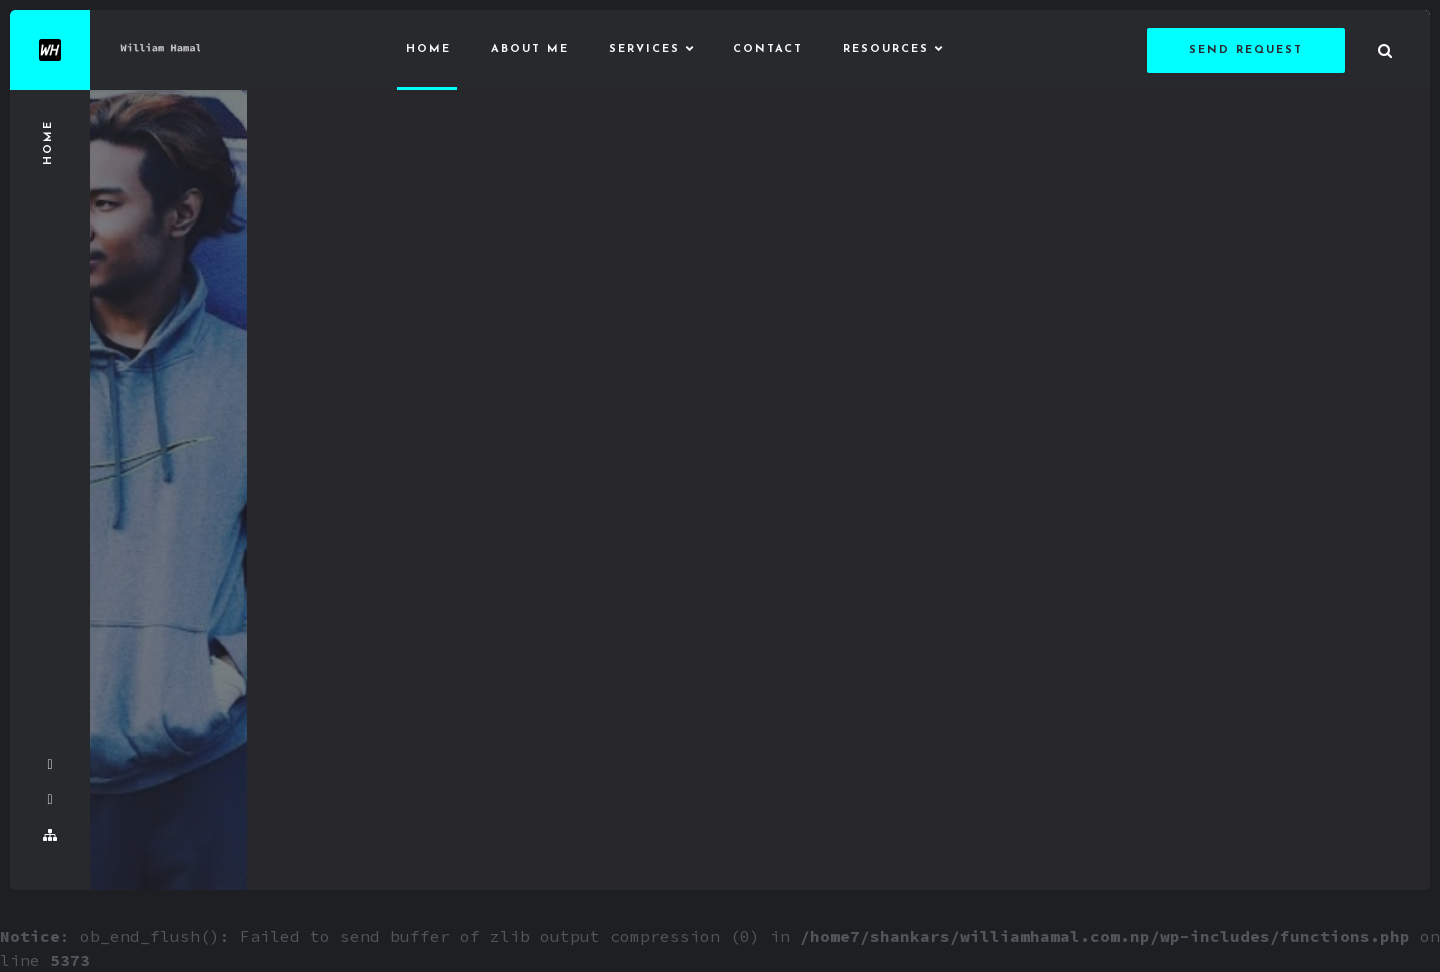 WH
William Hamal
HOME
ABOUT ME
SERVICES
CONTACT
RESOURCES
SEND REQUEST
HOME
Notice: ob_end_flush(): Failed to send buffer of zlib output compression (0) in /home7/shankars/williamhamal.com.np/wp-includes/functions.php on
line 5373